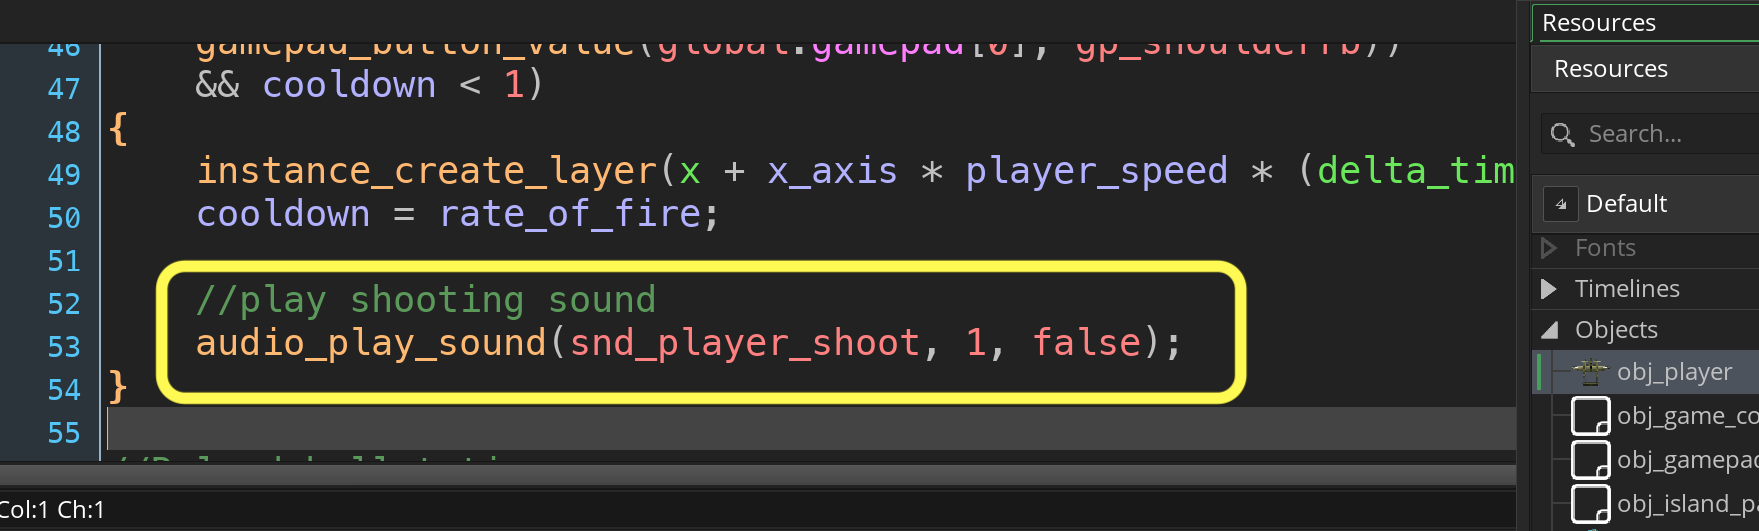 46 gamepad_button_value(global.gamepad[0], gp_shoulderrb))
47 && cooldown < 1)
48 {
49 instance_create_layer(x + x_axis * player_speed * (delta_tim
50 cooldown = rate_of_fire;
51
52 //play shooting sound
53 audio_play_sound(snd_player_shoot, 1, false);
54 }
55
Col:1 Ch:1
Resources
Resources
Search...
Default
Fonts
Timelines
Objects
obj_player
obj_game_co
obj_gamepad
obj_island_pa